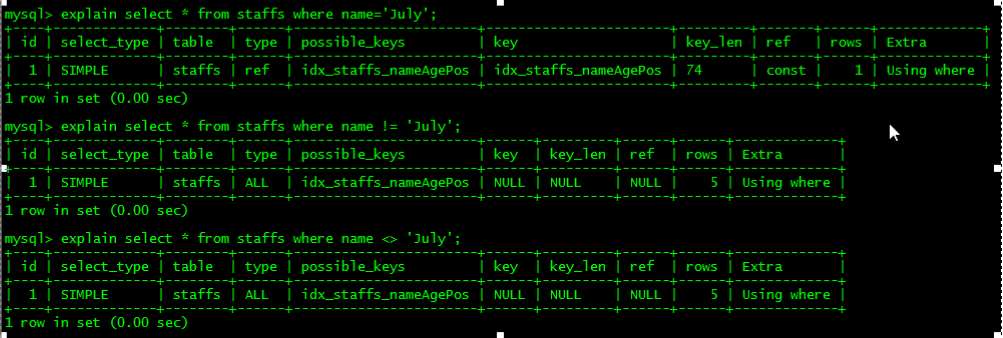 mysql> explain select * from staffs where name='July';
| id | select_type | table | type | possible_keys | key | key_len | ref | rows | Extra |
| 1 | SIMPLE | staffs | ref | idx_staffs_nameAgePos | idx_staffs_nameAgePos | 74 | const | 1 | Using where |
1 row in set (0.00 sec)
mysql> explain select * from staffs where name != 'July';
| id | select_type | table | type | possible_keys | key | key_len | ref | rows | Extra |
| 1 | SIMPLE | staffs | ALL | idx_staffs_nameAgePos | NULL | NULL | NULL | 5 | Using where |
1 row in set (0.00 sec)
mysql> explain select * from staffs where name <> 'July';
| id | select_type | table | type | possible_keys | key | key_len | ref | rows | Extra |
| 1 | SIMPLE | staffs | ALL | idx_staffs_nameAgePos | NULL | NULL | NULL | 5 | Using where |
1 row in set (0.00 sec)